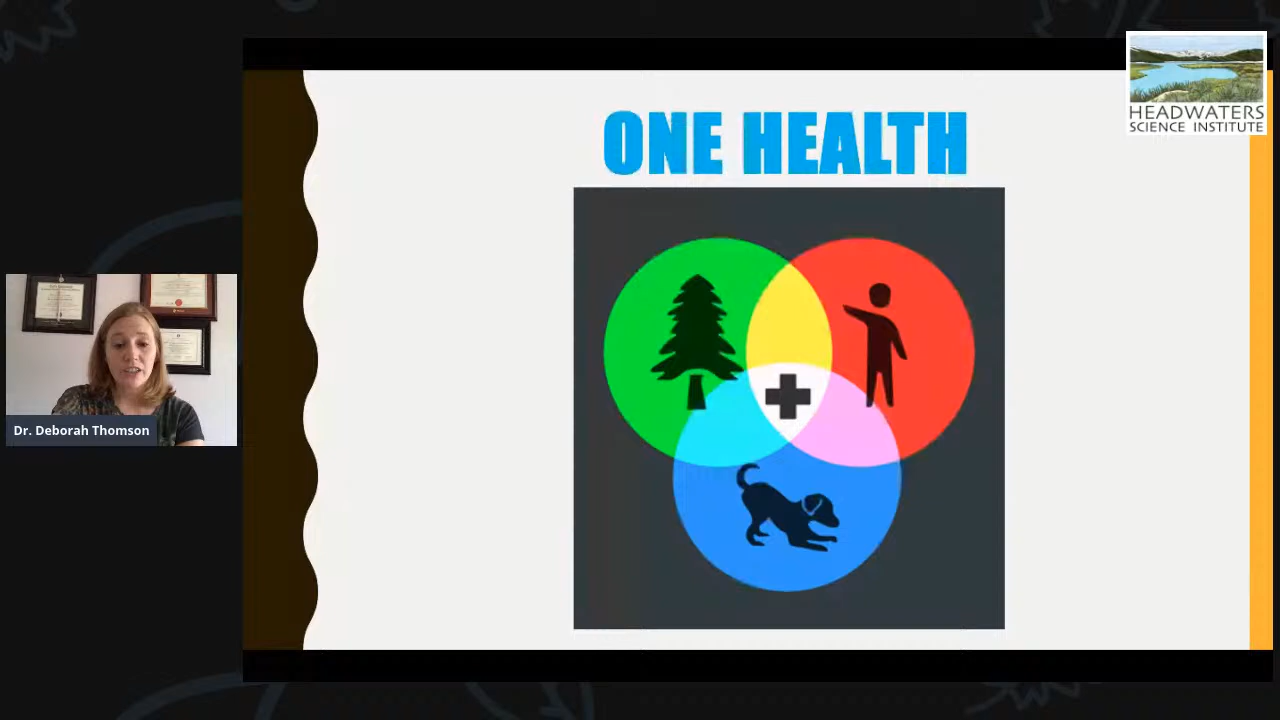 ONE HEALTH
HEADWATERS
SCIENCE INSTITUTE
Dr. Deborah Thomson